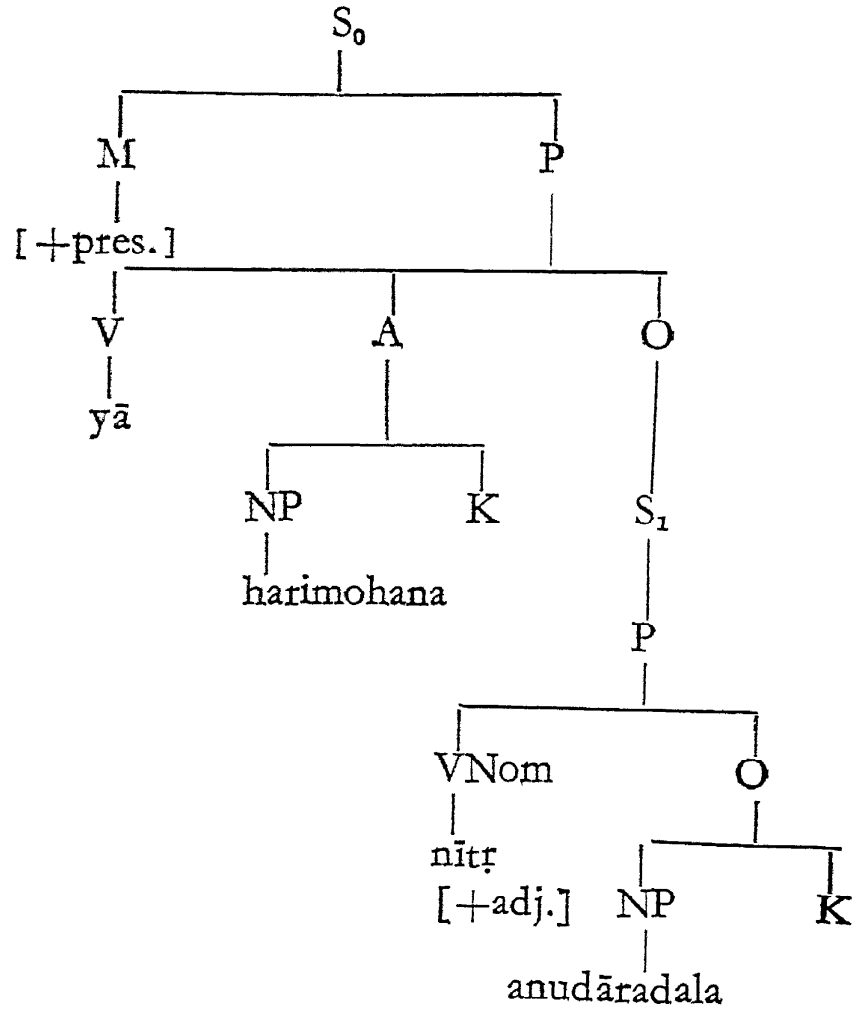 S₀
M P
[+pres.]
V A O
yā
NP K S₁
harimohana
P
VNom O
nītṛ
[+adj.] NP K
anudāradala